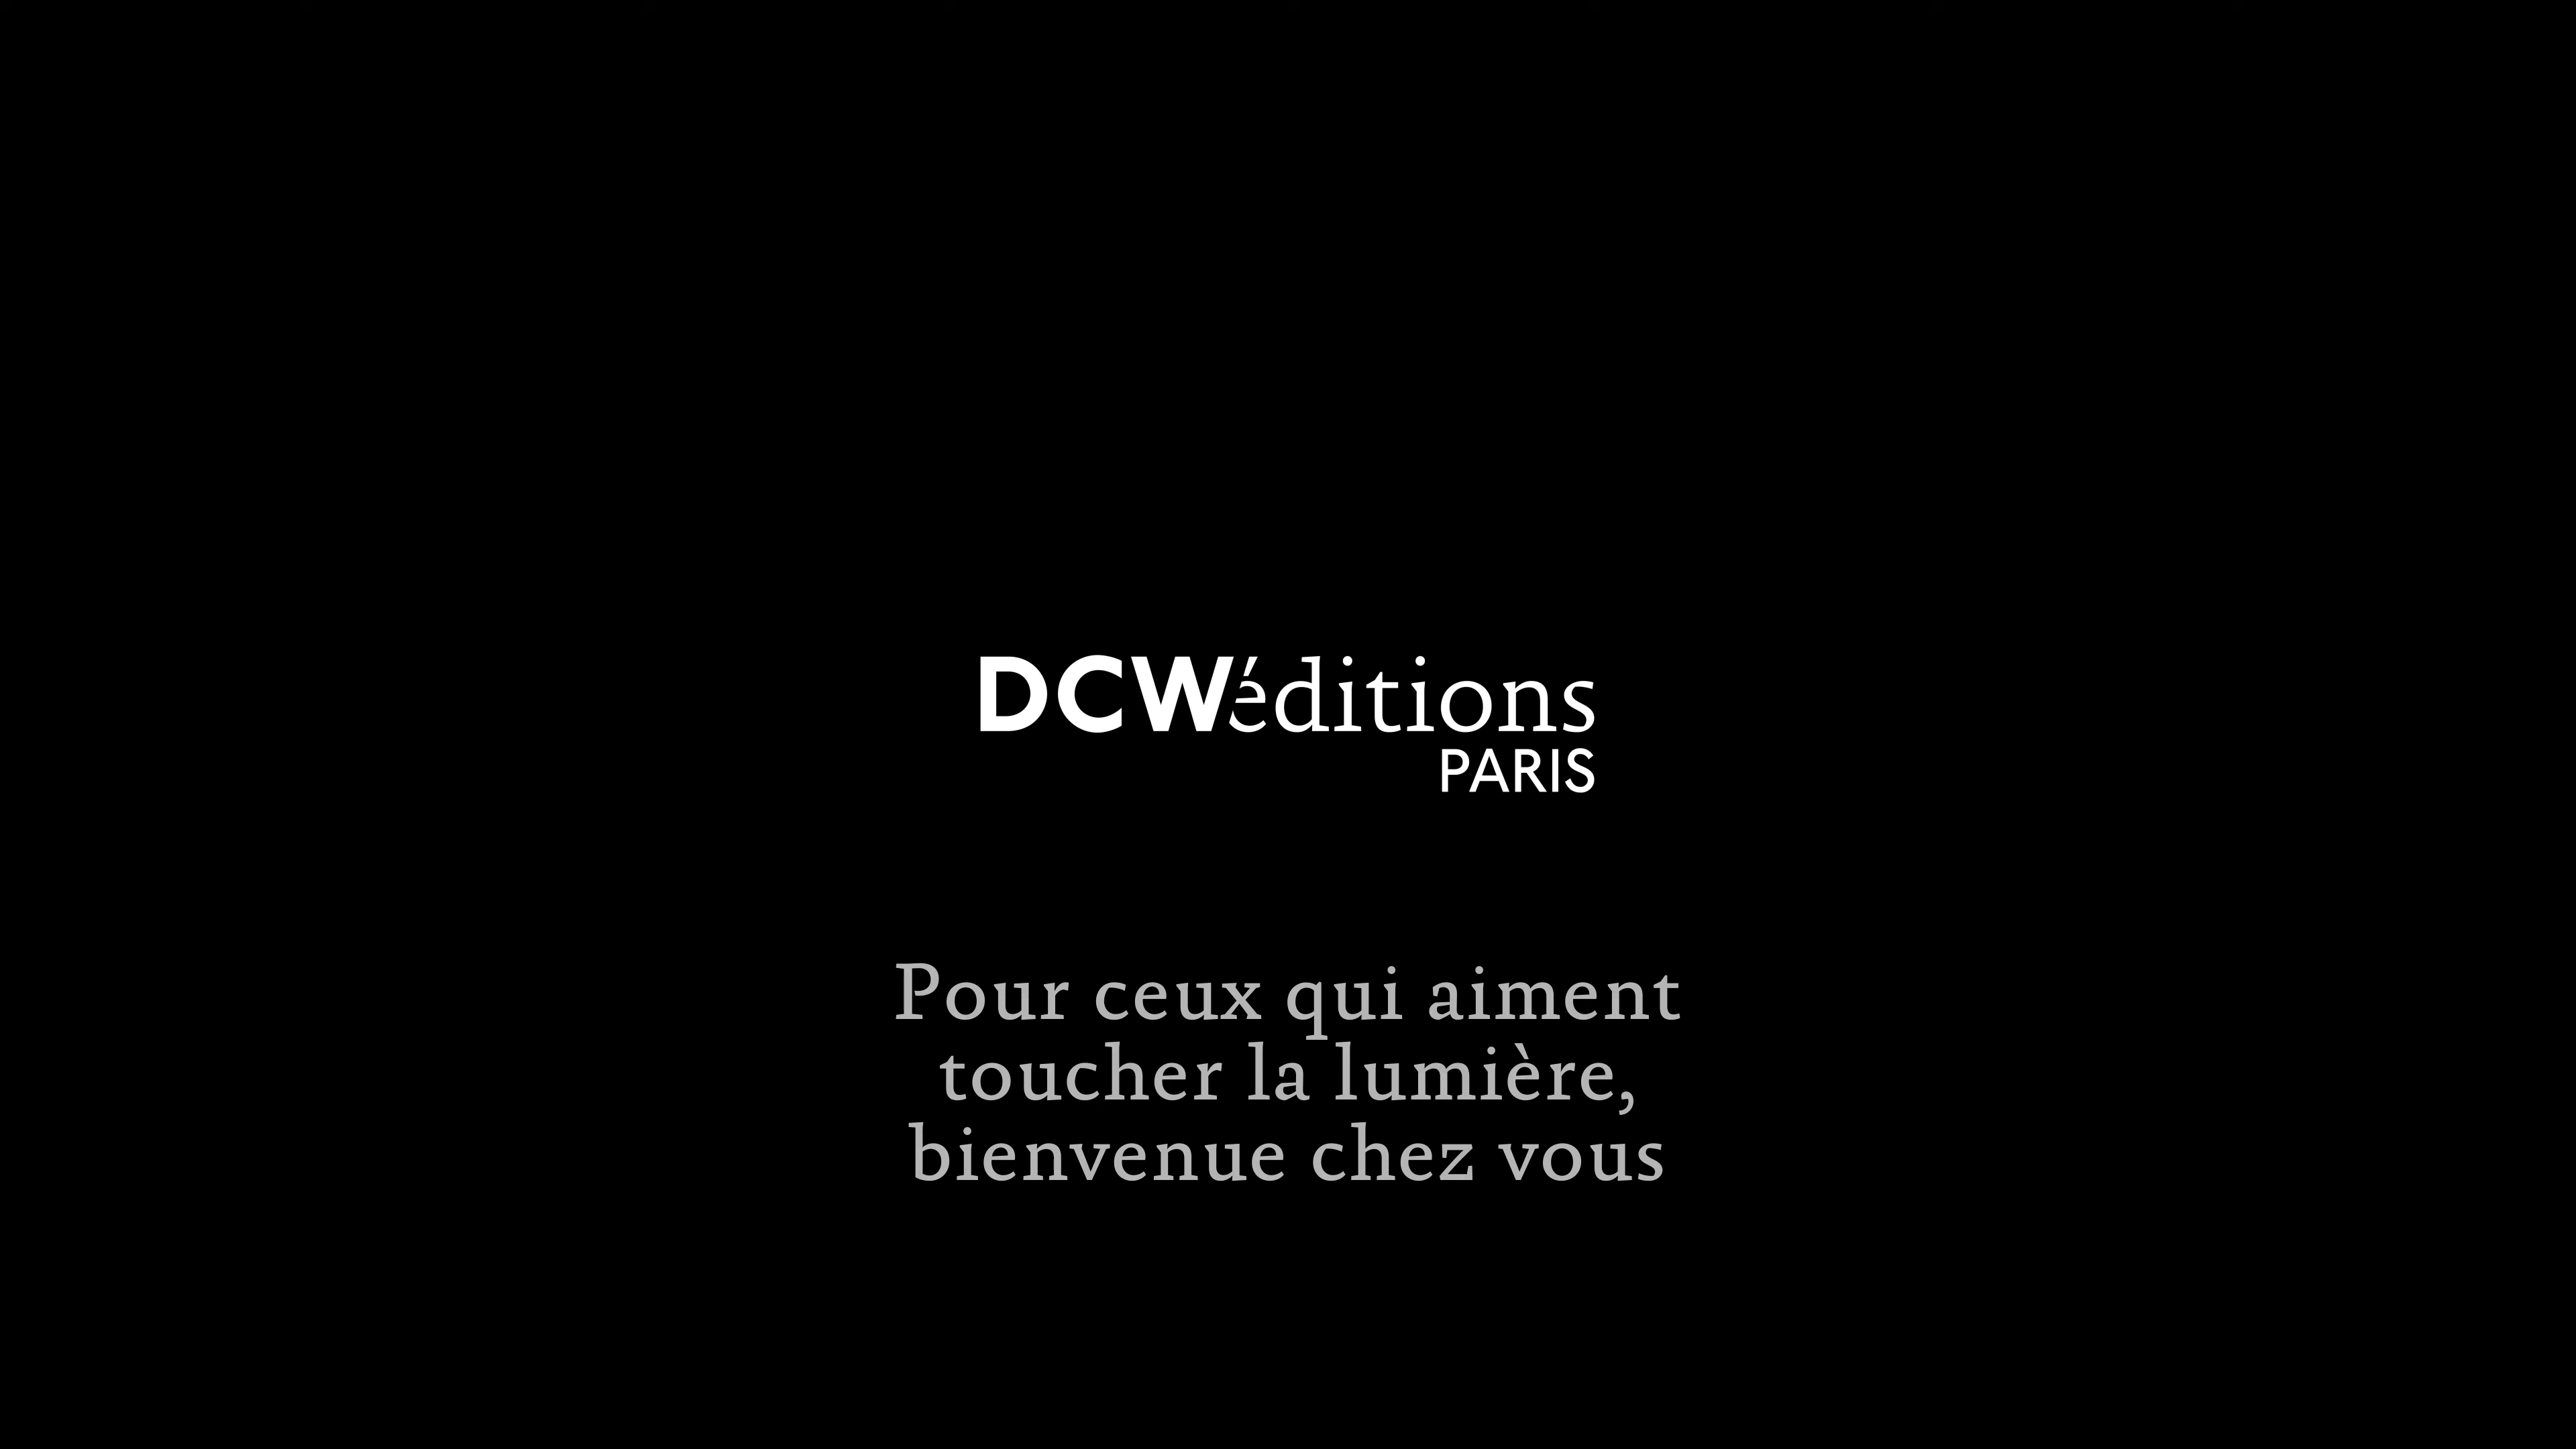 DCWéditions
PARIS
Pour ceux qui aiment
toucher la lumière,
bienvenue chez vous